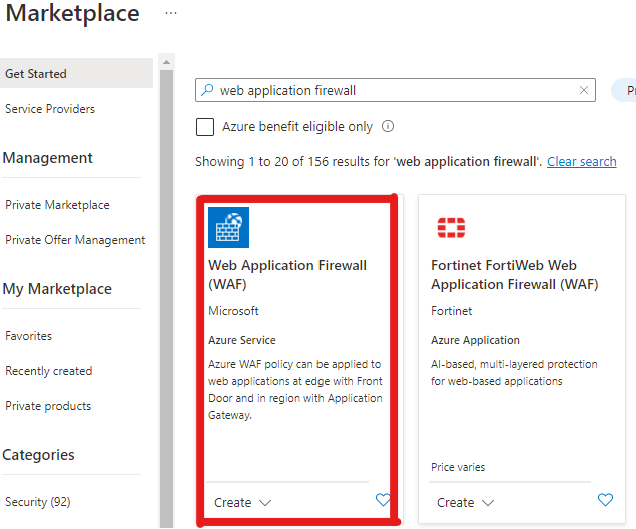 Marketplace ...
Get Started
Service Providers
Management
Private Marketplace
Private Offer Management
My Marketplace
Favorites
Recently created
Private products
Categories
Security (92)
web application firewall
Pr
Azure benefit eligible only
Showing 1 to 20 of 156 results for 'web application firewall'. Clear search
Web Application Firewall
(WAF)
Microsoft
Azure Service
Azure WAF policy can be applied to
web applications at edge with Front
Door and in region with Application
Gateway.
Create
Fortinet FortiWeb Web
Application Firewall (WAF)
Fortinet
Azure Application
AI-based, multi-layered protection
for web-based applications
Price varies
Create